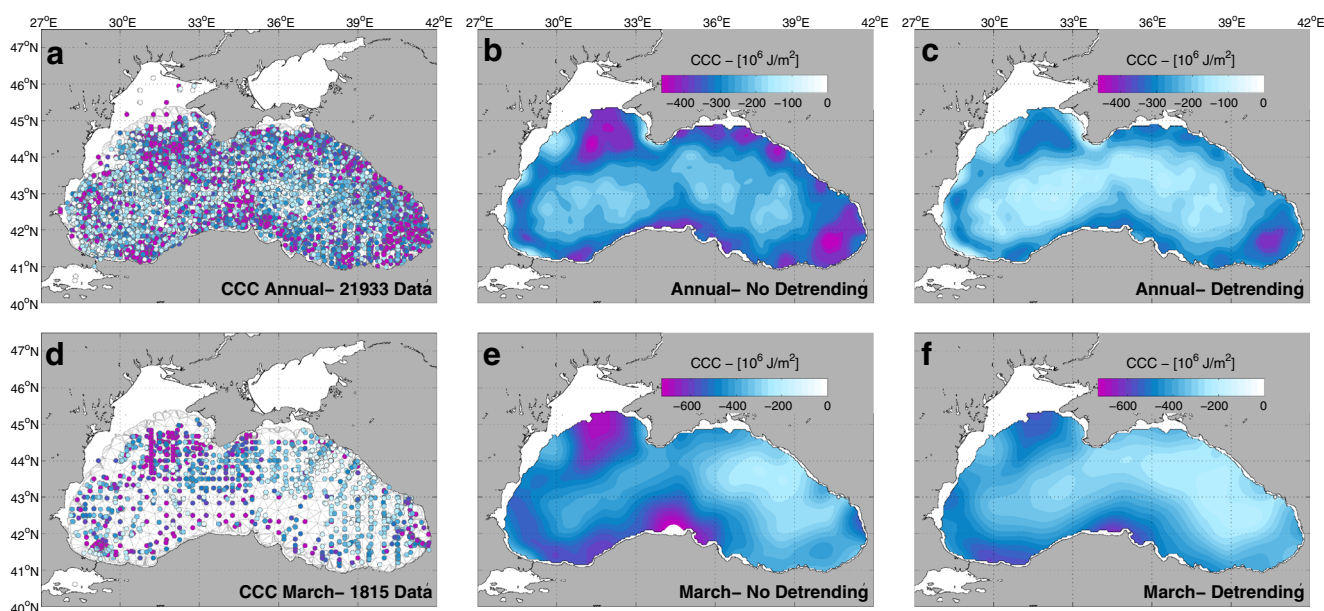 30°E 33°E 36°E 39°E 42°E 30°E 33°E 36°E 39°E 42°E 30°E 33°E 36°E 39°E 42°E
47°N
46°N
45°N
44°N
43°N
42°N
41°N
40°N
a
CCC Annual– 21933 Data
b
CCC – [10⁶ J/m²]
−400 −300 −200 −100 0
Annual– No Detrending
c
CCC – [10⁶ J/m²]
−400 −300 −200 −100 0
Annual– Detrending
47°N
46°N
45°N
44°N
43°N
42°N
41°N
40°N
d
CCC March– 1815 Data
e
CCC – [10⁶ J/m²]
−600 −400 −200 0
March– No Detrending
f
CCC – [10⁶ J/m²]
−600 −400 −200 0
March– Detrending